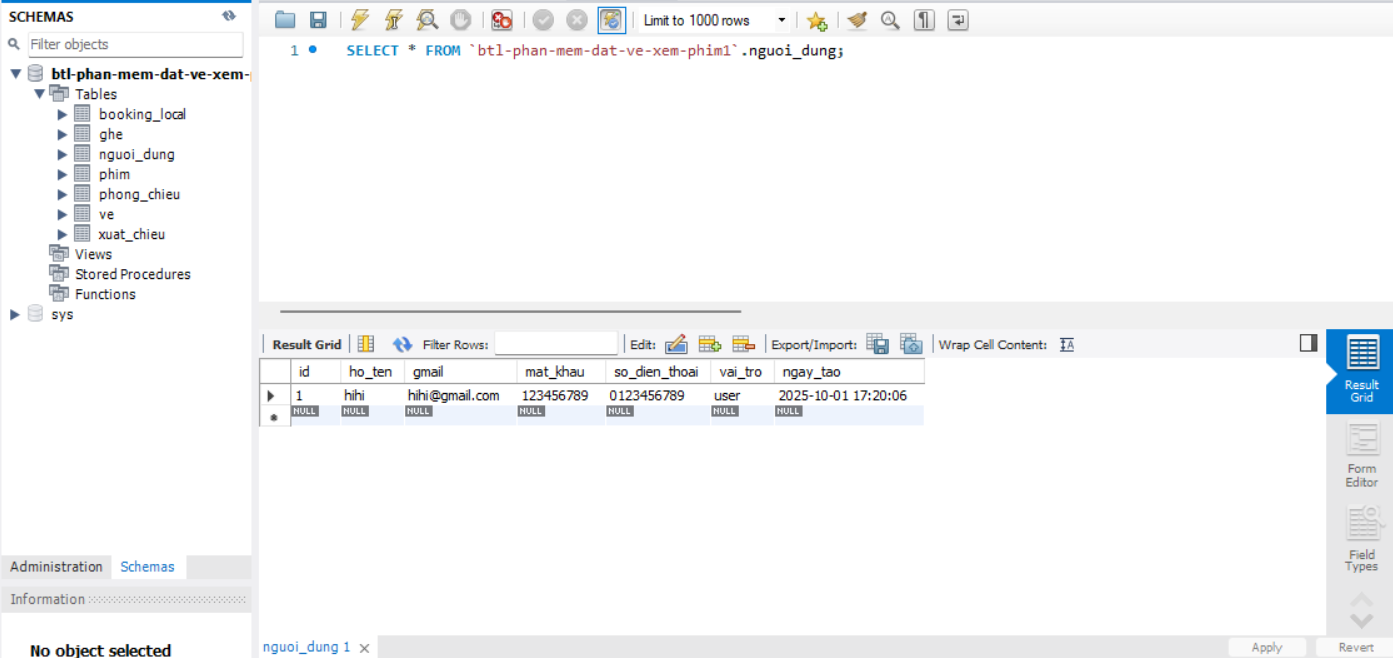 SCHEMAS
Filter objects
btl-phan-mem-dat-ve-xem-
Tables
booking_local
ghe
nguoi_dung
phim
phong_chieu
ve
xuat_chieu
Views
Stored Procedures
Functions
sys
Administration Schemas
Information
No object selected
Limit to 1000 rows
1 SELECT * FROM `btl-phan-mem-dat-ve-xem-phim1`.nguoi_dung;
Result Grid Filter Rows: Edit: Export/Import: Wrap Cell Content:
id ho_ten gmail mat_khau so_dien_thoai vai_tro ngay_tao
1 hihi hihi@gmail.com 123456789 0123456789 user 2025-10-01 17:20:06
NULL NULL NULL NULL NULL NULL NULL
Result
Grid
Form
Editor
Field
Types
nguoi_dung 1
Apply Revert